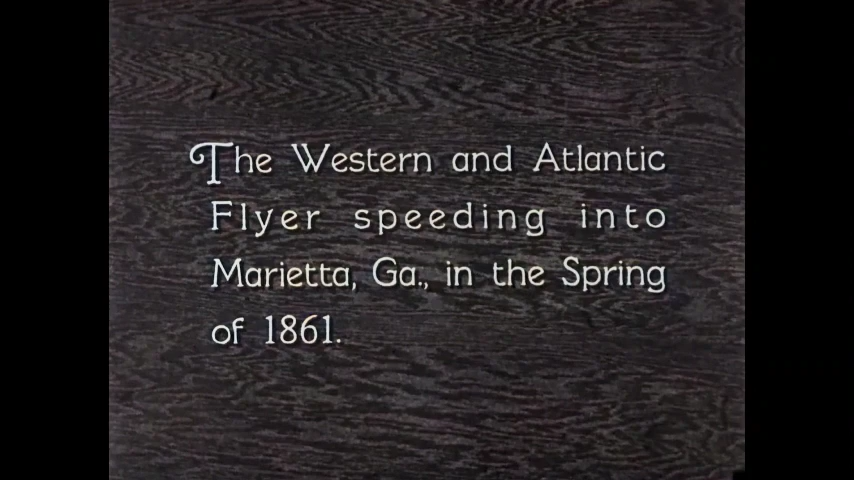 The Western and Atlantic
Flyer speeding into
Marietta, Ga., in the Spring
of 1861.